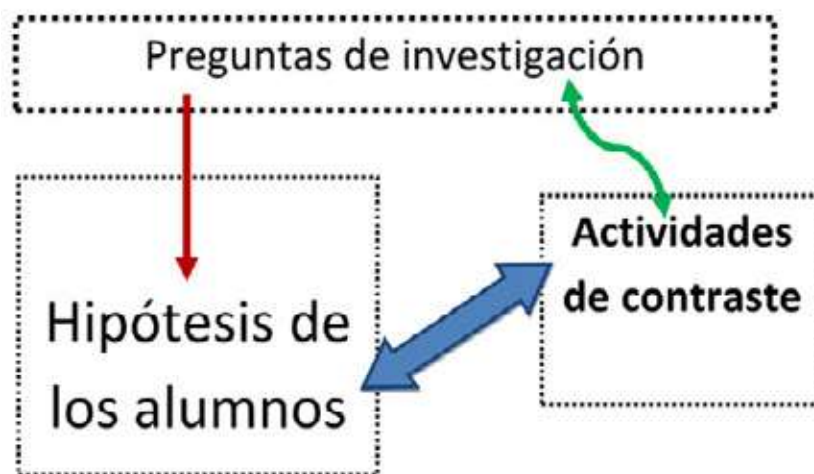 Preguntas de investigación
Hipótesis de
los alumnos
Actividades
de contraste